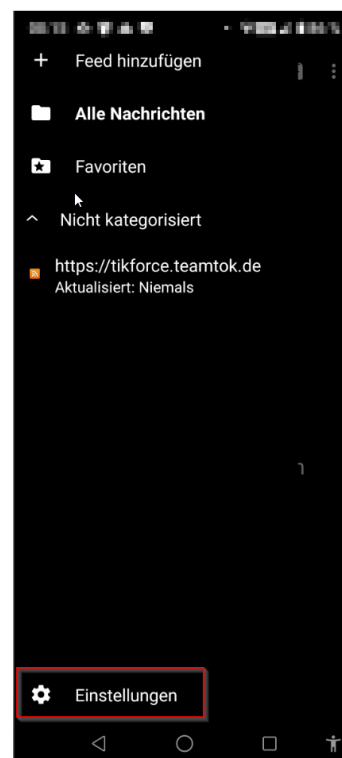 Feed hinzufügen
Alle Nachrichten
Favoriten
Nicht kategorisiert
https://tikforce.teamtok.de
Aktualisiert: Niemals
Einstellungen